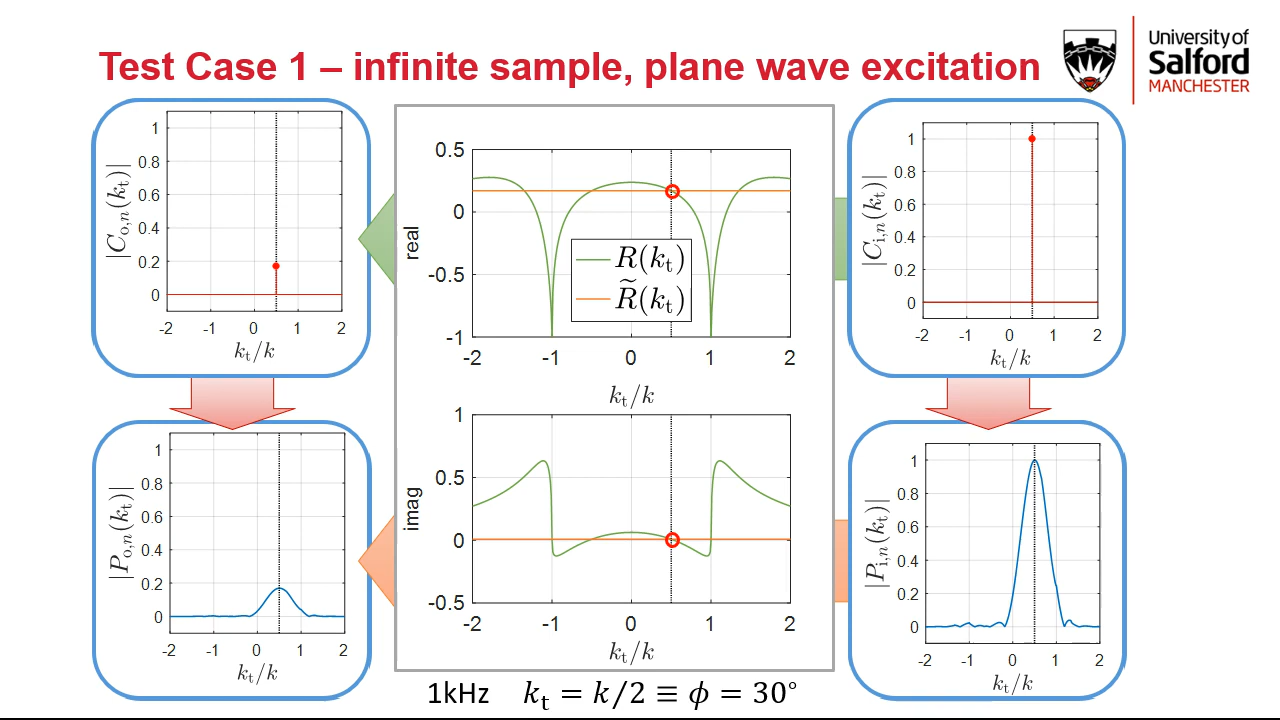 Test Case 1 – infinite sample, plane wave excitation
University of
Salford
MANCHESTER
|C_{o,n}(k_t)|
1
0.8
0.6
0.4
0.2
0
-2 -1 0 1 2
k_t/k
real
0.5
0
-0.5
-1
R(k_t)
R̃(k_t)
-2 -1 0 1 2
k_t/k
|C_{i,n}(k_t)|
1
0.8
0.6
0.4
0.2
0
-2 -1 0 1 2
k_t/k
|P_{o,n}(k_t)|
1
0.8
0.6
0.4
0.2
0
-2 -1 0 1 2
k_t/k
imag
1
0.5
0
-0.5
-2 -1 0 1 2
k_t/k
|P_{i,n}(k_t)|
1
0.8
0.6
0.4
0.2
0
-2 -1 0 1 2
k_t/k
1kHz k_t = k/2 ≡ ϕ = 30°